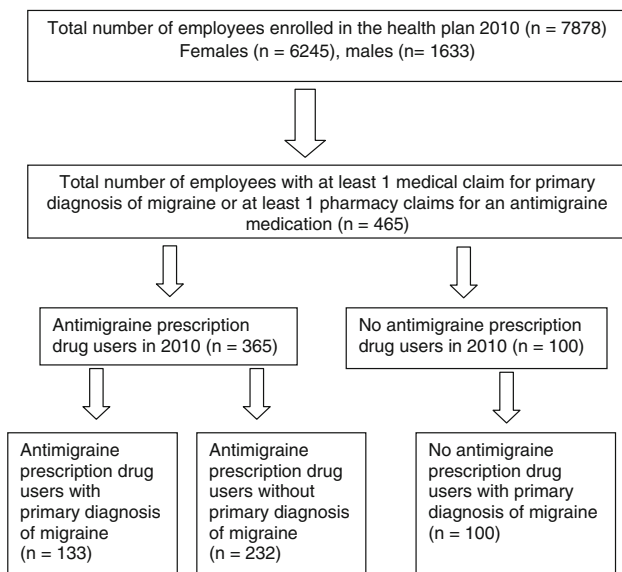 Total number of employees enrolled in the health plan 2010 (n = 7878)
Females (n = 6245), males (n= 1633)
Total number of employees with at least 1 medical claim for primary
diagnosis of migraine or at least 1 pharmacy claims for an antimigraine
medication (n = 465)
Antimigraine prescription
drug users in 2010 (n = 365)
No antimigraine prescription
drug users in 2010 (n = 100)
Antimigraine
prescription drug
users with
primary diagnosis
of migraine
(n = 133)
Antimigraine
prescription drug
users without
primary diagnosis of
migraine
(n = 232)
No antimigraine
prescription drug
users with primary
diagnosis of migraine
(n = 100)